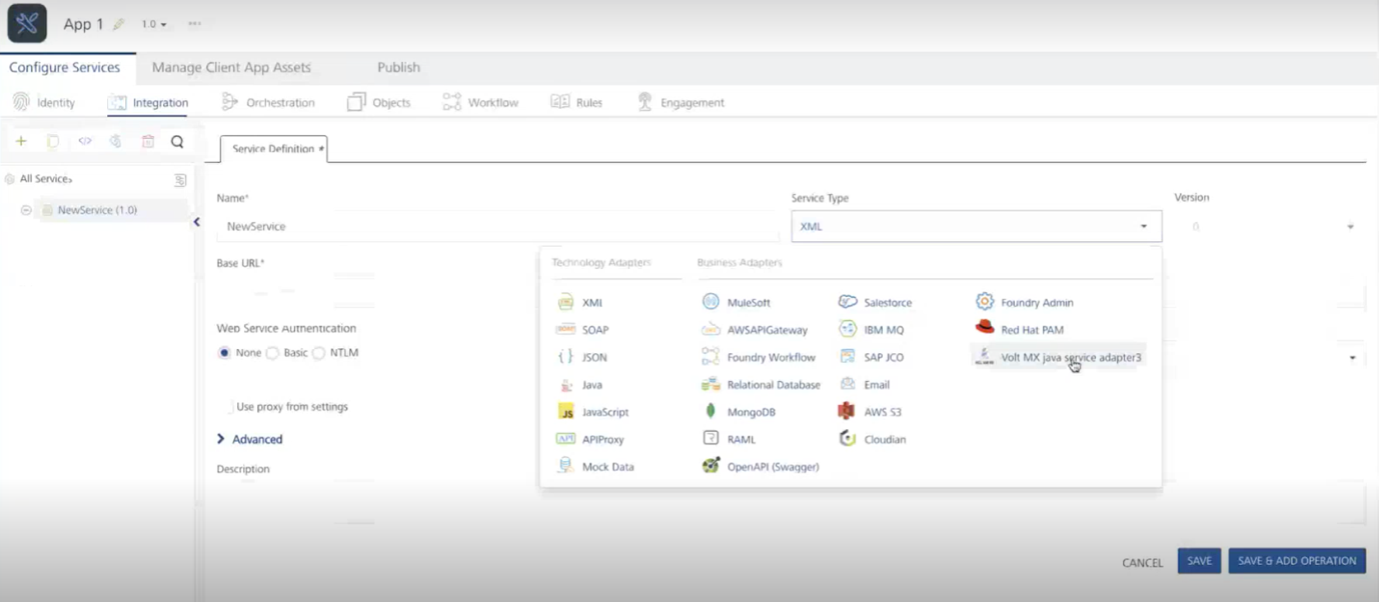 App 1 1.0
Configure Services Manage Client App Assets Publish
Identity Integration Orchestration Objects Workflow Rules Engagement
Service Definition *
All Services
NewService (1.0)
Name* Service Type Version
NewService XML 0
Base URL*
Technology Adapters Business Adapters
XML MuleSoft Salesforce Foundry Admin
SOAP AWSAPIGateway IBM MQ Red Hat PAM
JSON Foundry Workflow SAP JCO Volt MX java service adapter3
Java Relational Database Email
JavaScript MongoDB AWS S3
APIProxy RAML Cloudian
Mock Data OpenAPI (Swagger)
Web Service Authentication
None Basic NTLM
Use proxy from settings
Advanced
Description
CANCEL SAVE SAVE & ADD OPERATION